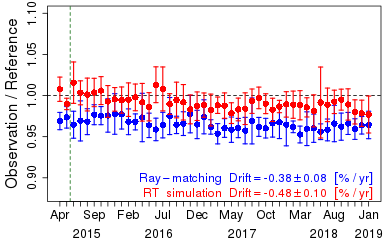 Observation / Reference
1.10
1.05
1.00
0.95
0.90
Ray−matching Drift=-0.38±0.08 [%/yr]
RT simulation Drift=-0.48±0.10 [%/yr]
Apr Sep Feb Jul Dec May Oct Mar Aug Jan
2015 2016 2017 2018 2019